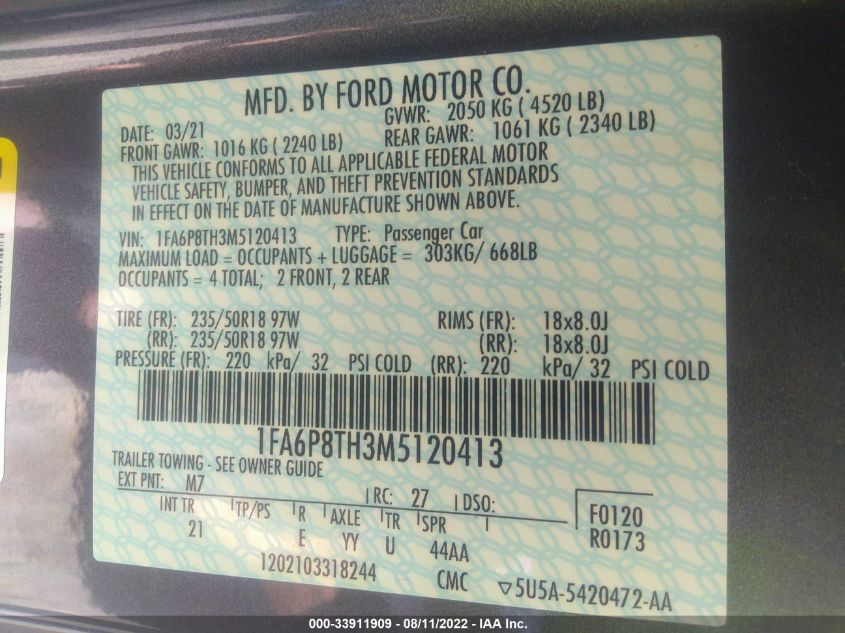 MFD. BY FORD MOTOR CO.
DATE: 03/21 GVWR: 2050 KG ( 4520 LB)
FRONT GAWR: 1016 KG ( 2240 LB) REAR GAWR: 1061 KG ( 2340 LB)
THIS VEHICLE CONFORMS TO ALL APPLICABLE FEDERAL MOTOR
VEHICLE SAFETY, BUMPER, AND THEFT PREVENTION STANDARDS
IN EFFECT ON THE DATE OF MANUFACTURE SHOWN ABOVE.
VIN: 1FA6P8TH3M5120413 TYPE: Passenger Car
MAXIMUM LOAD = OCCUPANTS + LUGGAGE = 303KG/ 668LB
OCCUPANTS = 4 TOTAL; 2 FRONT, 2 REAR
TIRE (FR): 235/50R18 97W RIMS (FR): 18x8.0J
(RR): 235/50R18 97W (RR): 18x8.0J
PRESSURE (FR): 220 kPa/ 32 PSI COLD (RR): 220 kPa/ 32 PSI COLD
1FA6P8TH3M5120413
TRAILER TOWING - SEE OWNER GUIDE
EXT PNT: M7 RC: 27 DSO:
INT TR TP/PS R AXLE TR SPR F0120
21 E YY U 44AA R0173
1202103318244 CMC ▽5U5A-5420472-AA
000-33911909 - 08/11/2022 - IAA Inc.